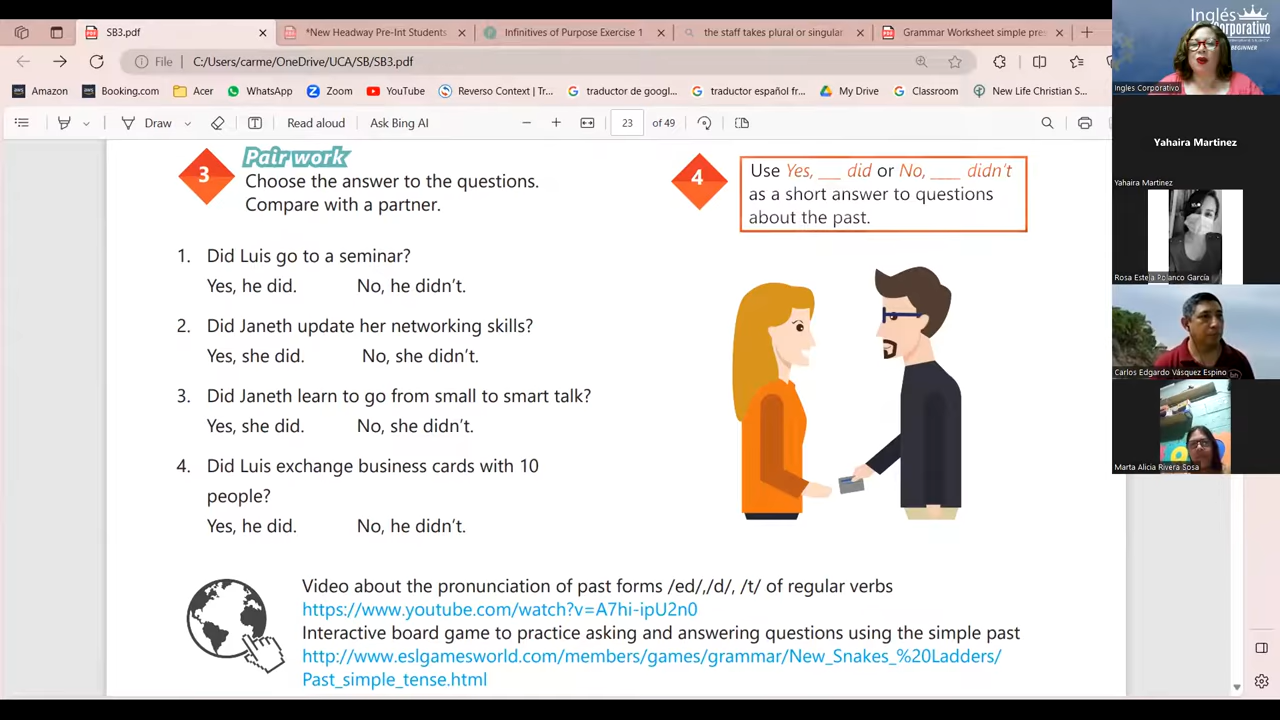 SB3.pdf
*New Headway Pre-Int Students
Infinitives of Purpose Exercise 1
the staff takes plural or singular
Grammar Worksheet simple pres
File
C:/Users/carme/OneDrive/UCA/SB/SB3.pdf
Amazon
Booking.com
Acer
WhatsApp
Zoom
YouTube
Reverso Context | Tr...
traductor de googl...
traductor español fr...
My Drive
Classroom
New Life Christian S...
Draw
Read aloud
Ask Bing AI
23
of 49
3
Pair work
Choose the answer to the questions.
Compare with a partner.
1. Did Luis go to a seminar?
Yes, he did. No, he didn't.
2. Did Janeth update her networking skills?
Yes, she did. No, she didn't.
3. Did Janeth learn to go from small to smart talk?
Yes, she did. No, she didn't.
4. Did Luis exchange business cards with 10
people?
Yes, he did. No, he didn't.
4
Use Yes, __ did or No, ___ didn't
as a short answer to questions
about the past.
Video about the pronunciation of past forms /ed/,/d/, /t/ of regular verbs
https://www.youtube.com/watch?v=A7hi-ipU2n0
Interactive board game to practice asking and answering questions using the simple past
http://www.eslgamesworld.com/members/games/grammar/New_Snakes_%20Ladders/
Past_simple_tense.html
Inglés
Corporativo
BEGINNER
Ingles Corporativo
Yahaira Martinez
Yahaira Martinez
Rosa Estela Polanco García
Carlos Edgardo Vásquez Espino
Marta Alicia Rivera Sosa